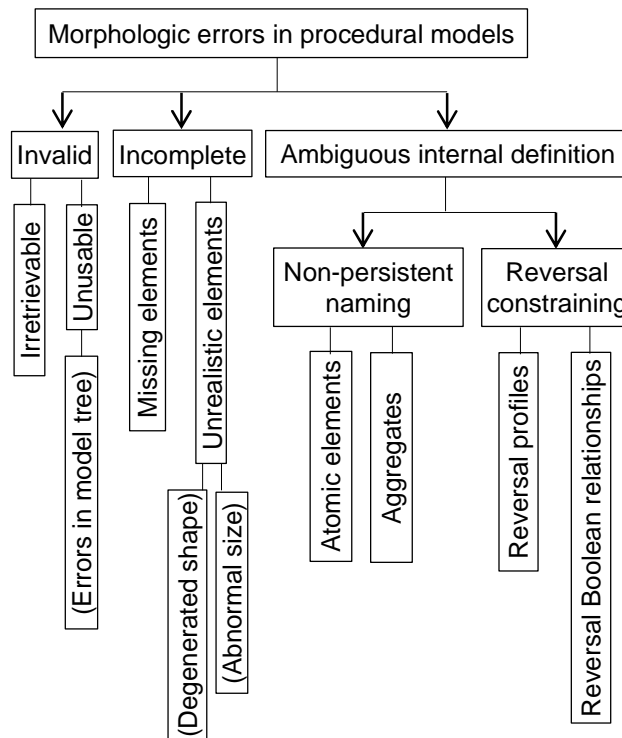 Morphologic errors in procedural models
Invalid
Incomplete
Ambiguous internal definition
Irretrievable
Unusable
(Errors in model tree)
Missing elements
Unrealistic elements
(Degenerated shape)
(Abnormal size)
Non-persistent
naming
Reversal
constraining
Atomic elements
Aggregates
Reversal profiles
Reversal Boolean relationships